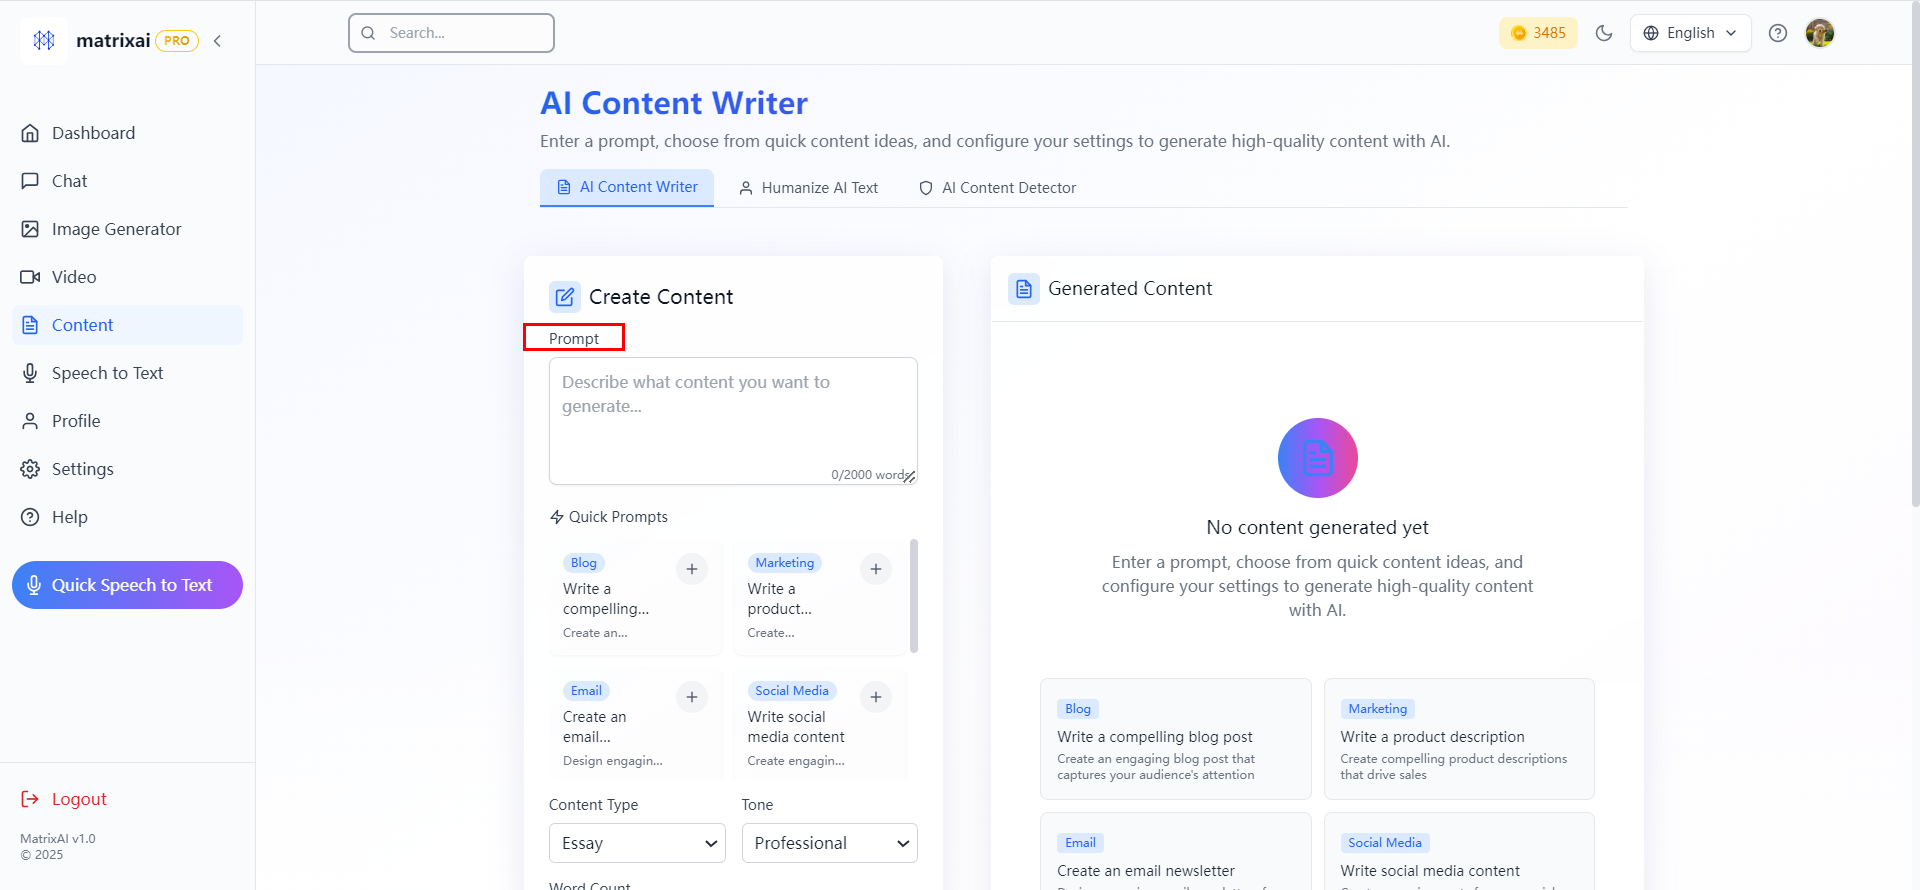 matrixai PRO
Search...
3485
English
Dashboard
Chat
Image Generator
Video
Content
Speech to Text
Profile
Settings
Help
Quick Speech to Text
Logout
MatrixAI v1.0
© 2025
AI Content Writer
Enter a prompt, choose from quick content ideas, and configure your settings to generate high-quality content with AI.
AI Content Writer
Humanize AI Text
AI Content Detector
Create Content
Prompt
Describe what content you want to
generate...
0/2000 words
Quick Prompts
Blog
Write a
compelling...
Create an...
Marketing
Write a
product...
Create...
Email
Create an
email...
Design engagin...
Social Media
Write social
media content
Create engagin...
Content Type
Essay
Tone
Professional
Word Count
Generated Content
No content generated yet
Enter a prompt, choose from quick content ideas, and
configure your settings to generate high-quality content
with AI.
Blog
Write a compelling blog post
Create an engaging blog post that
captures your audience's attention
Marketing
Write a product description
Create compelling product descriptions
that drive sales
Email
Create an email newsletter
Social Media
Write social media content